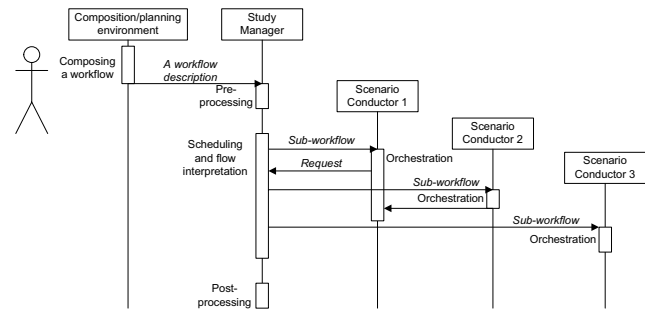 Composition/planning
environment
Study
Manager
Composing
a workflow
A workflow
description
Pre-
processing
Scenario
Conductor 1
Scheduling
and flow
interpretation
Sub-workflow
Orchestration
Request
Scenario
Conductor 2
Sub-workflow
Orchestration
Scenario
Conductor 3
Sub-workflow
Orchestration
Post-
processing